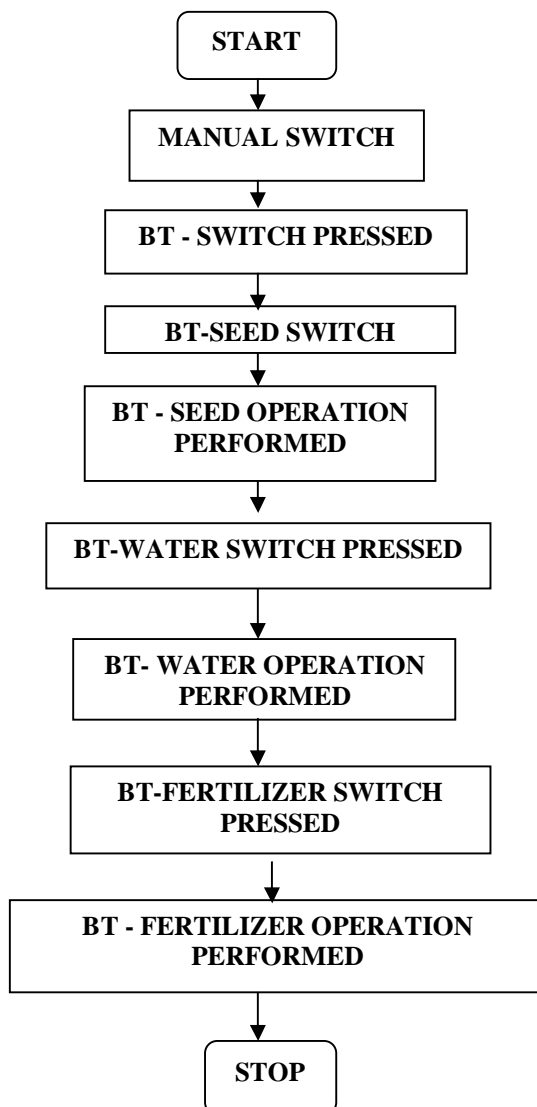 START
MANUAL SWITCH
BT - SWITCH PRESSED
BT-SEED SWITCH
BT - SEED OPERATION
PERFORMED
BT-WATER SWITCH PRESSED
BT- WATER OPERATION
PERFORMED
BT-FERTILIZER SWITCH
PRESSED
BT - FERTILIZER OPERATION
PERFORMED
STOP